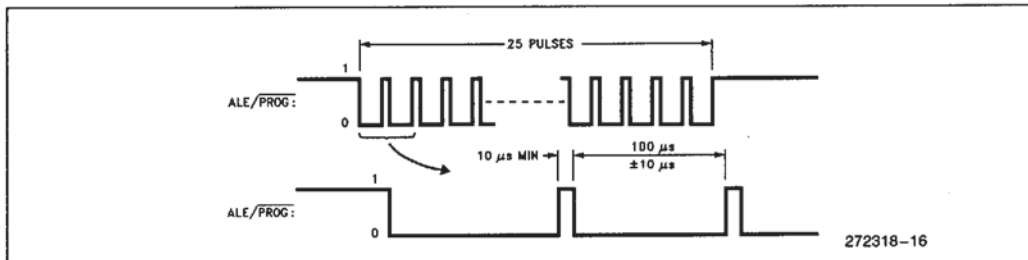 25 PULSES
1
ALE/PROG:
0
10 μs MIN
100 μs
±10 μs
1
ALE/PROG:
0
272318-16